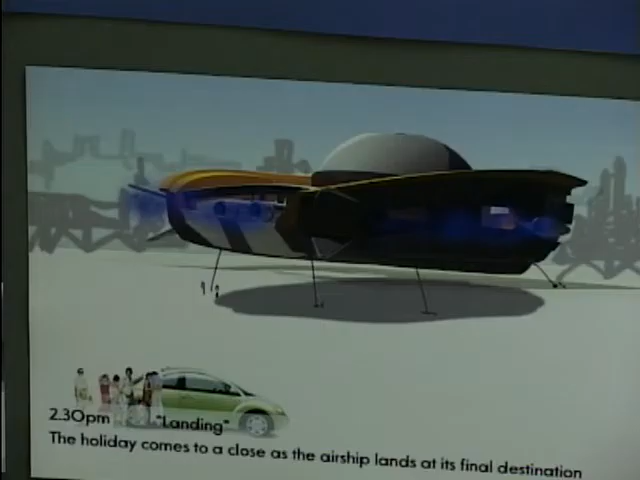 2.30pm "Landing"
The holiday comes to a close as the airship lands at its final destination